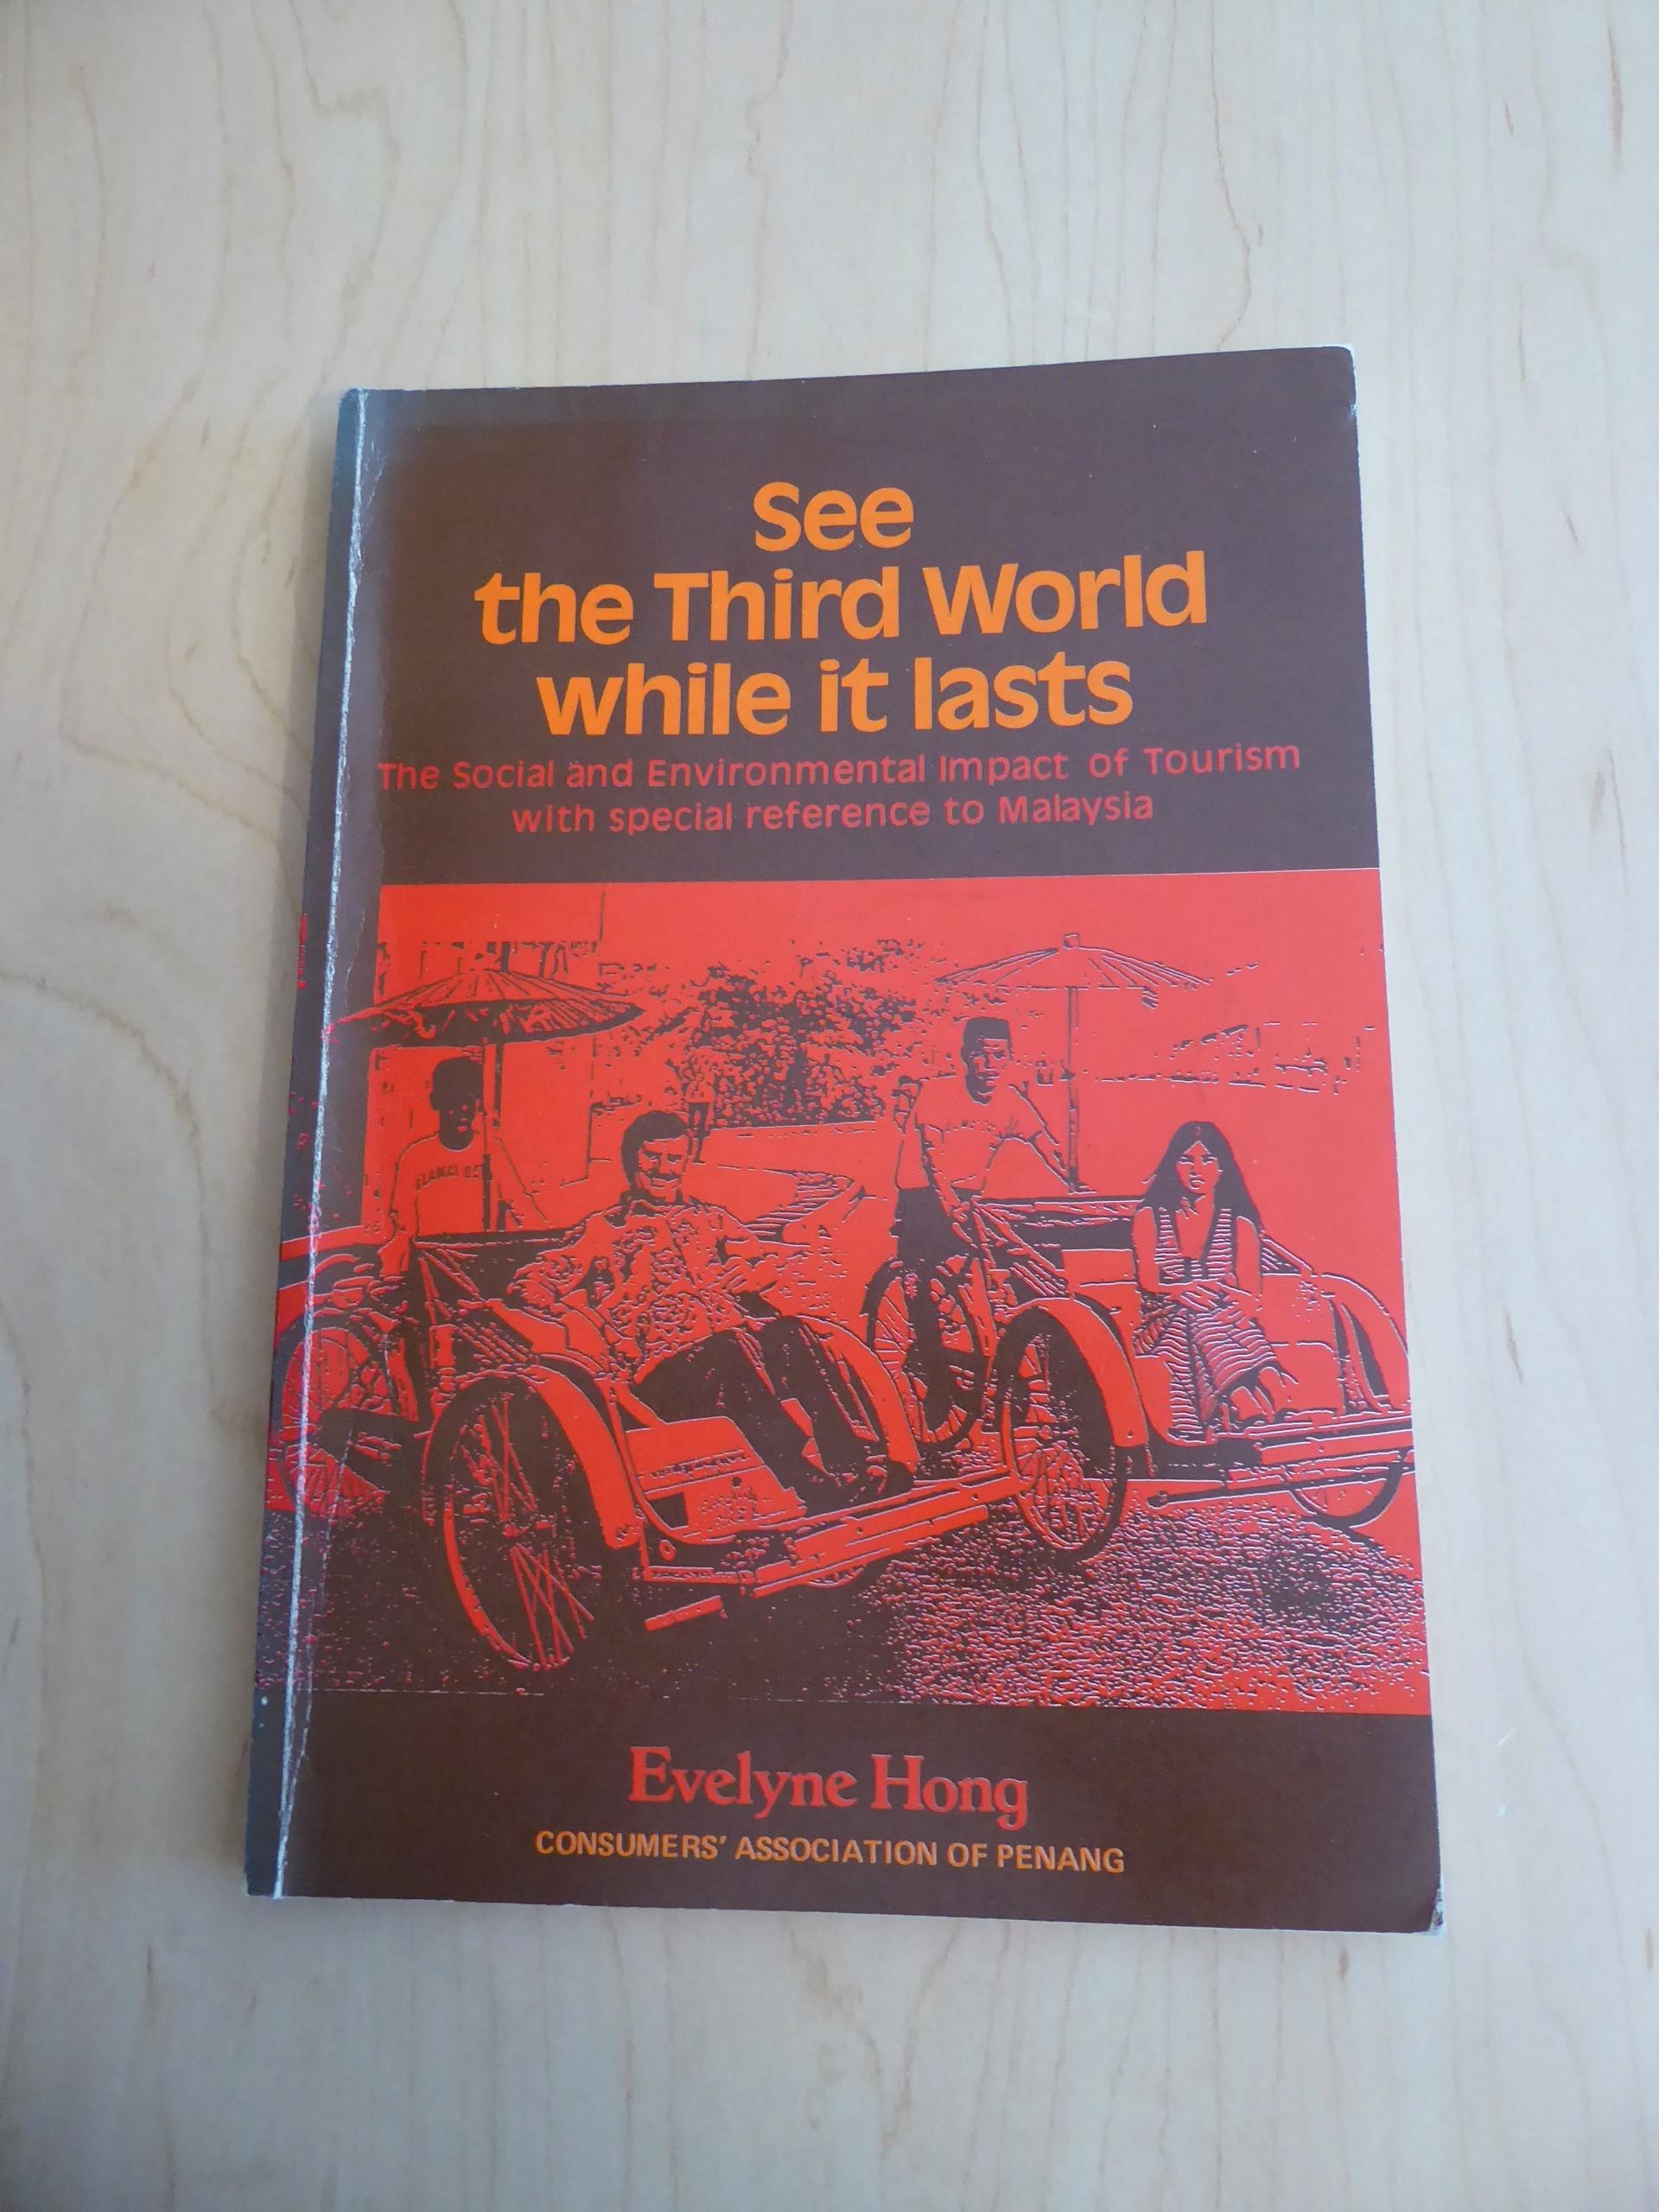 See
the Third World
while it lasts
The Social and Environmental Impact of Tourism
with special reference to Malaysia
Evelyne Hong
CONSUMERS' ASSOCIATION OF PENANG